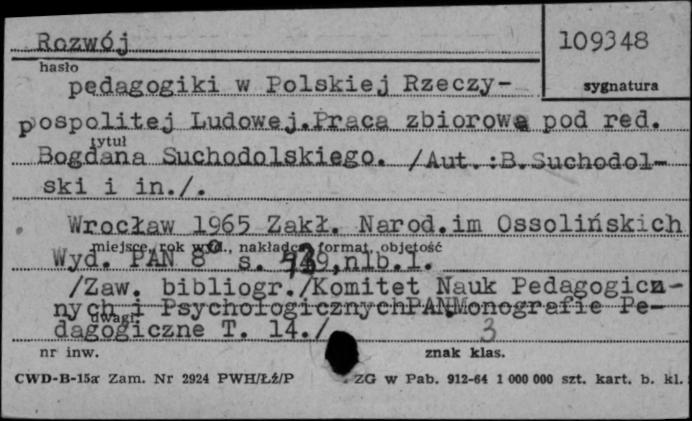 Rozwój
109348
hasło
pedagogiki w Polskiej Rzeczy-
sygnatura
pospolitej Ludowej.Praca zbiorowa pod red.
tytuł
Bogdana Suchodolskiego. /Aut.:B.Suchodol-
ski i in./.
Wrocław 1965 Zakł. Narod.im Ossolińskich
miejsce, rok wyd., nakładca, format, objętość
Wyd. PAN 8° s. 439,nlb.1.
/Zaw. bibliogr./Komitet Nauk Pedagogicz-
nych i PsychologicznychPAN.Monografie Pe-
uwagi
dagogiczne T. 14./
3
nr inw.
znak klas.
CWD-B-15a Zam. Nr 2924 PWH/Łź/P
ZG w Pab. 912-64 1 000 000 szt. kart. b. kl.